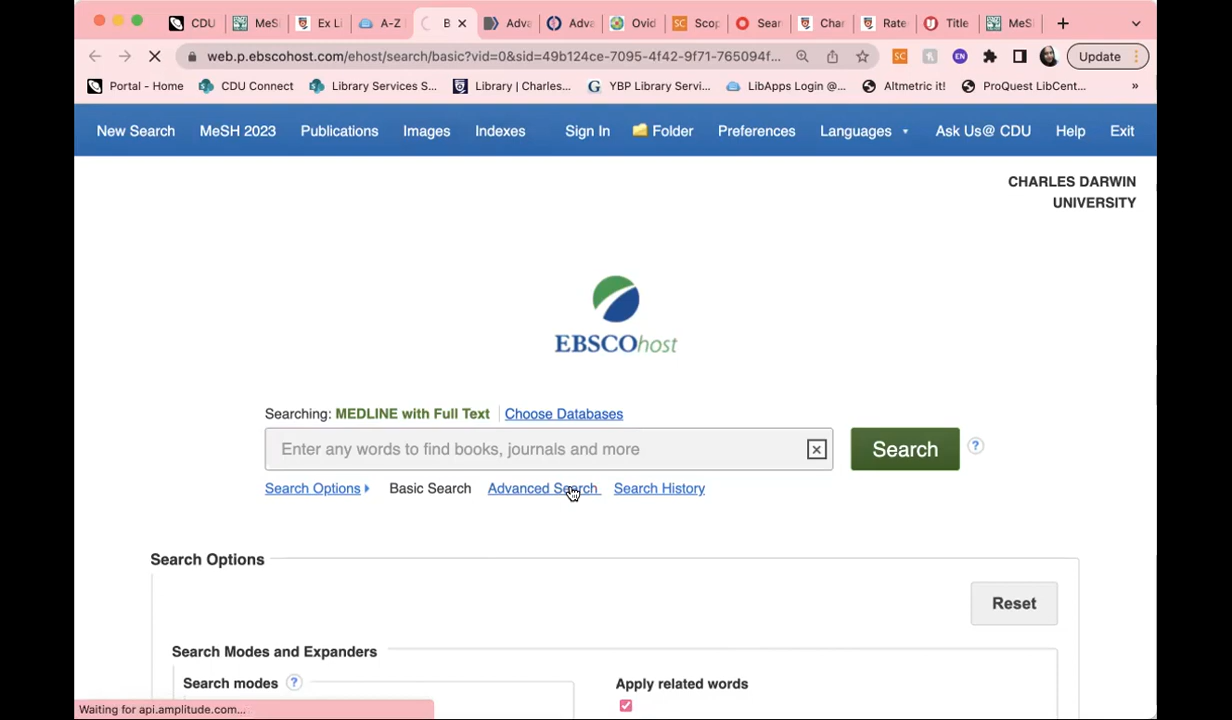 CDU MeSH Ex Li A-Z B Adva Adva Ovid Scop Sear Char Rate Title MeSH
web.p.ebscohost.com/ehost/search/basic?vid=0&sid=49b124ce-7095-4f42-9f71-765094f... SC EN Update
Portal - Home CDU Connect Library Services S... Library | Charles... YBP Library Servi... LibApps Login @... Altmetric it! ProQuest LibCent... »
New Search MeSH 2023 Publications Images Indexes Sign In Folder Preferences Languages Ask Us@ CDU Help Exit
CHARLES DARWIN
UNIVERSITY
EBSCOhost
Searching: MEDLINE with Full Text Choose Databases
Enter any words to find books, journals and more Search ?
Search Options Basic Search Advanced Search Search History
Search Options
Reset
Search Modes and Expanders
Search modes ? Apply related words
Waiting for api.amplitude.com...